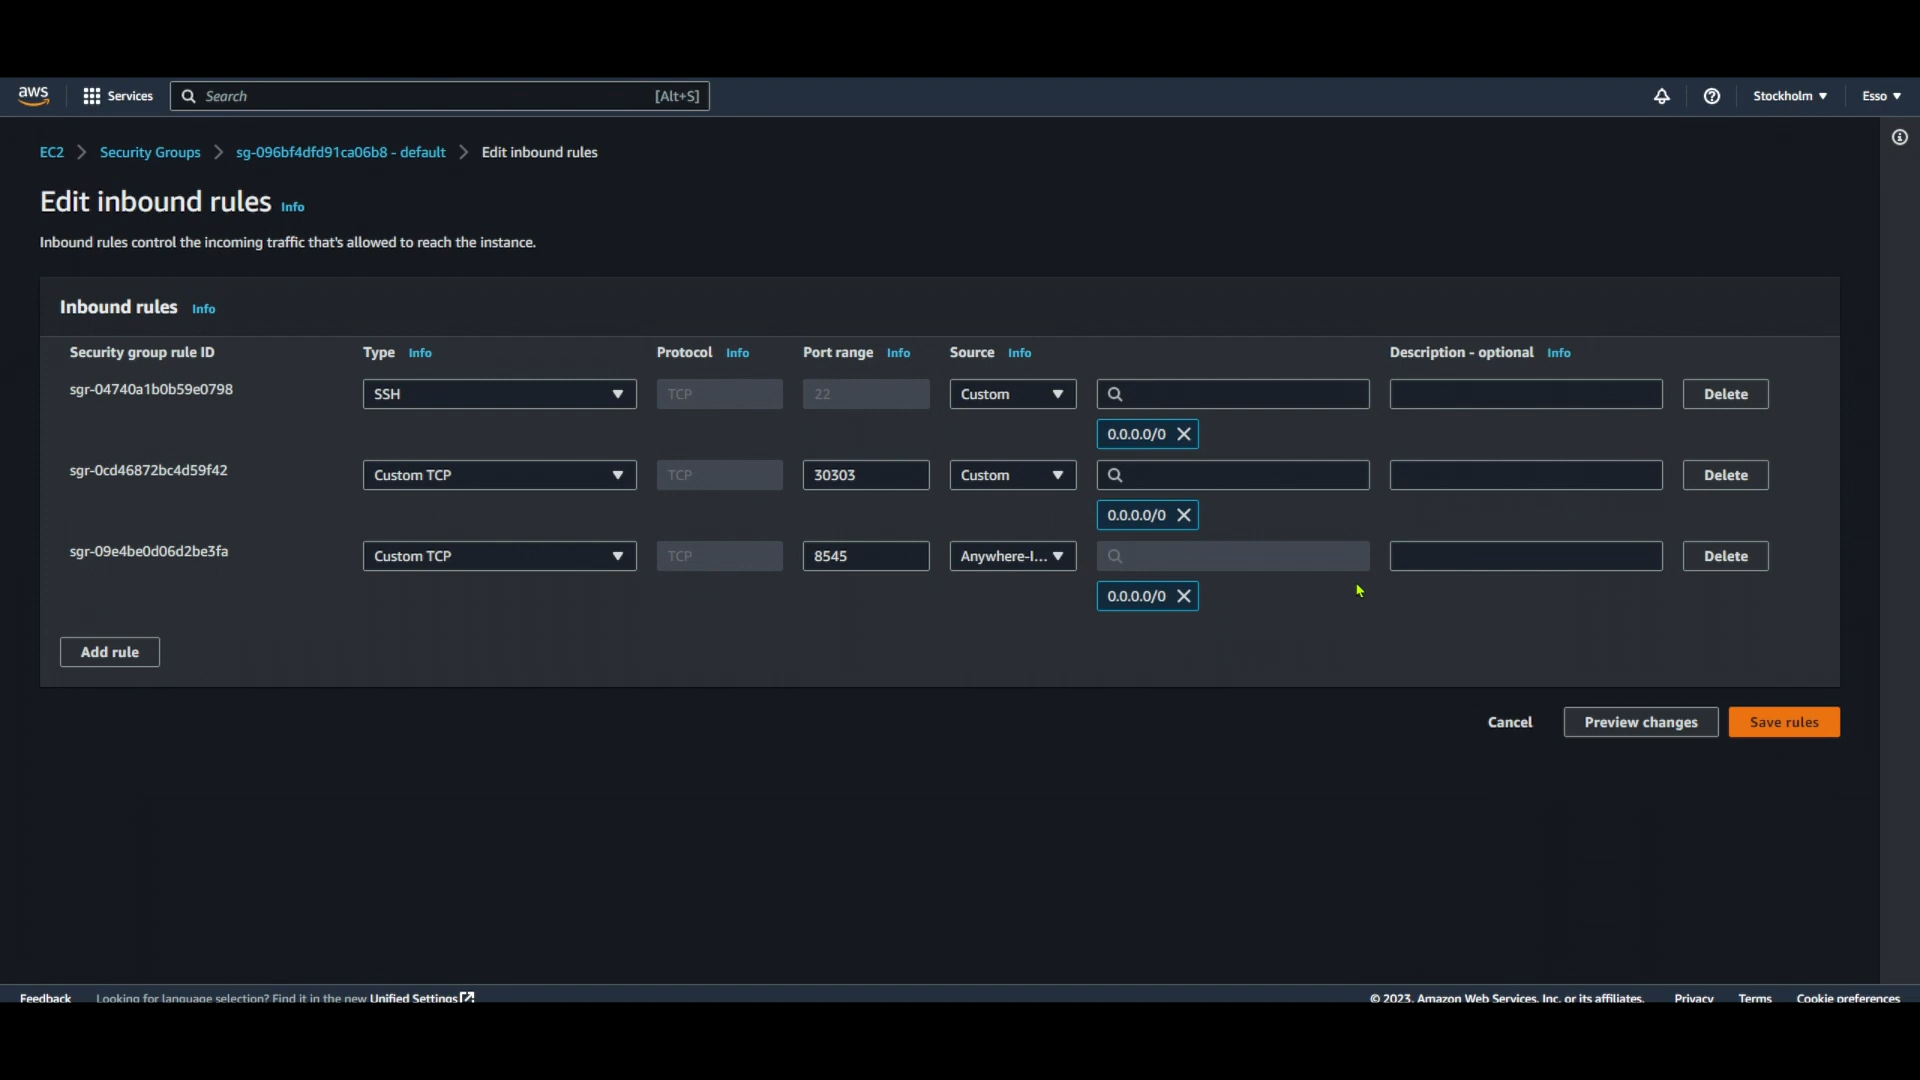 aws Services Search [Alt+S] Stockholm Esso
EC2 Security Groups sg-096bf4dfd91ca06b8 - default Edit inbound rules
Edit inbound rules Info
Inbound rules control the incoming traffic that's allowed to reach the instance.
Inbound rules Info
Security group rule ID Type Info Protocol Info Port range Info Source Info Description - optional Info
sgr-04740a1b0b59e0798 SSH TCP 22 Custom Delete
0.0.0.0/0
sgr-0cd46872bc4d59f42 Custom TCP TCP 30303 Custom Delete
0.0.0.0/0
sgr-09e4be0d06d2be3fa Custom TCP TCP 8545 Anywhere-I... Delete
0.0.0.0/0
Add rule
Cancel Preview changes Save rules
Feedback Looking for language selection? Find it in the new Unified Settings © 2023, Amazon Web Services, Inc. or its affiliates. Privacy Terms Cookie preferences